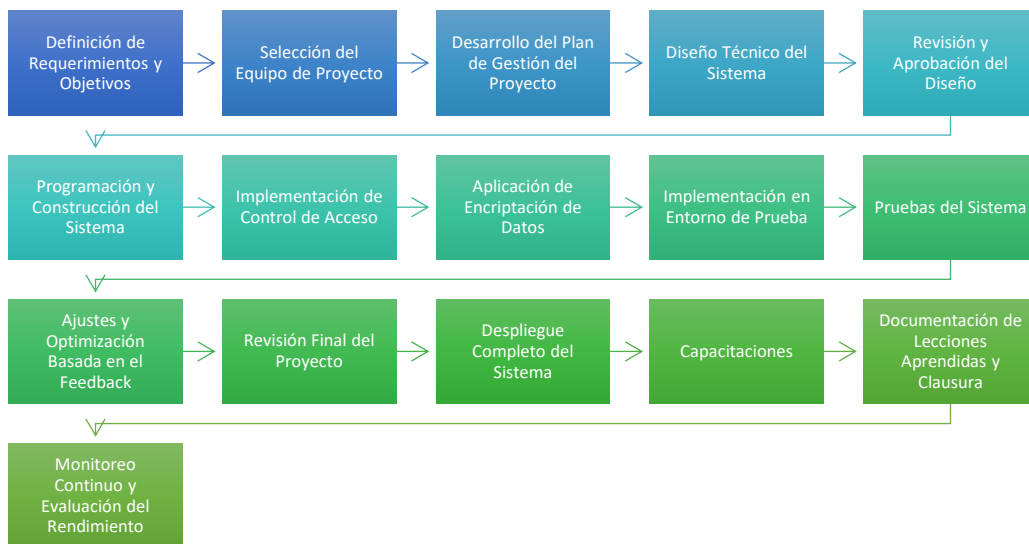 Definición de
Requerimientos y
Objetivos
Selección del
Equipo de Proyecto
Desarrollo del Plan
de Gestión del
Proyecto
Diseño Técnico del
Sistema
Revisión y
Aprobación del
Diseño
Programación y
Construcción del
Sistema
Implementación de
Control de Acceso
Aplicación de
Encriptación de
Datos
Implementación en
Entorno de Prueba
Pruebas del Sistema
Ajustes y
Optimización
Basada en el
Feedback
Revisión Final del
Proyecto
Despliegue
Completo del
Sistema
Capacitaciones
Documentación de
Lecciones
Aprendidas y
Clausura
Monitoreo
Continuo y
Evaluación del
Rendimiento